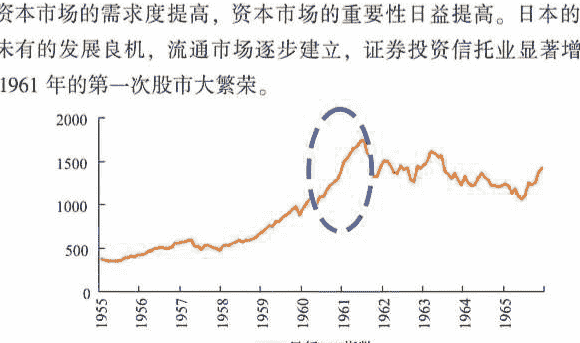 资本市场的需求度提高，资本市场的重要性日益提高。日本的
未有的发展良机，流通市场逐步建立，证券投资信托业显著增
1961 年的第一次股市大繁荣。
2000
1500
1000
500
0
1955 1956 1957 1958 1959 1960 1961 1962 1963 1964 1965